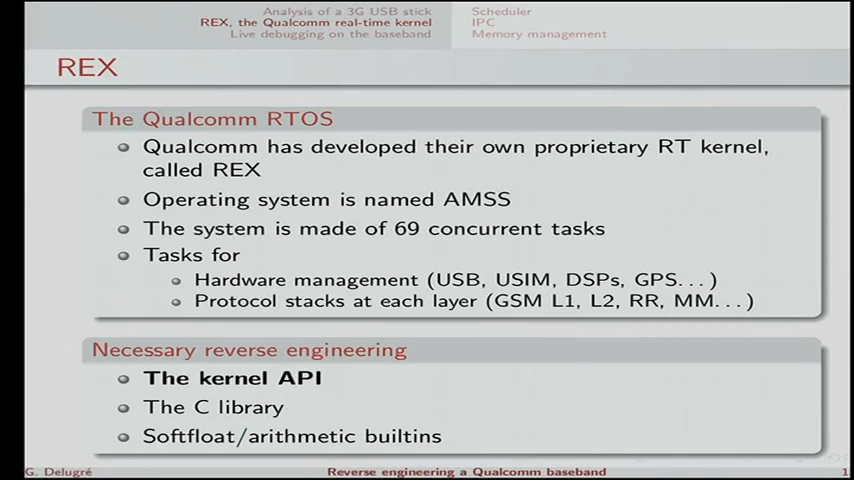 Analysis of a 3G USB stick
REX, the Qualcomm real-time kernel
Live debugging on the baseband
Scheduler
IPC
Memory management
REX
The Qualcomm RTOS
Qualcomm has developed their own proprietary RT kernel,
called REX
Operating system is named AMSS
The system is made of 69 concurrent tasks
Tasks for
Hardware management (USB, USIM, DSPs, GPS...)
Protocol stacks at each layer (GSM L1, L2, RR, MM...)
Necessary reverse engineering
The kernel API
The C library
Softfloat/arithmetic builtins
G. Delugré
Reverse engineering a Qualcomm baseband
1